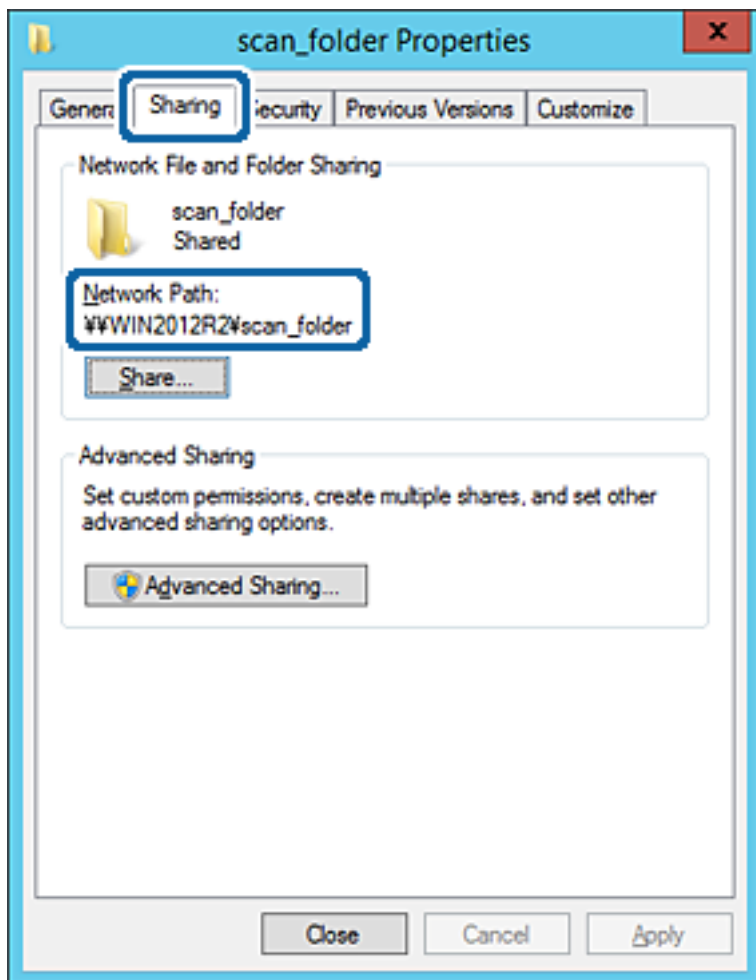 scan_folder Properties
x
General Sharing Security Previous Versions Customize
Network File and Folder Sharing
scan_folder
Shared
Network Path:
¥¥WIN2012R2¥scan_folder
Share...
Advanced Sharing
Set custom permissions, create multiple shares, and set other
advanced sharing options.
Advanced Sharing...
Close Cancel Apply